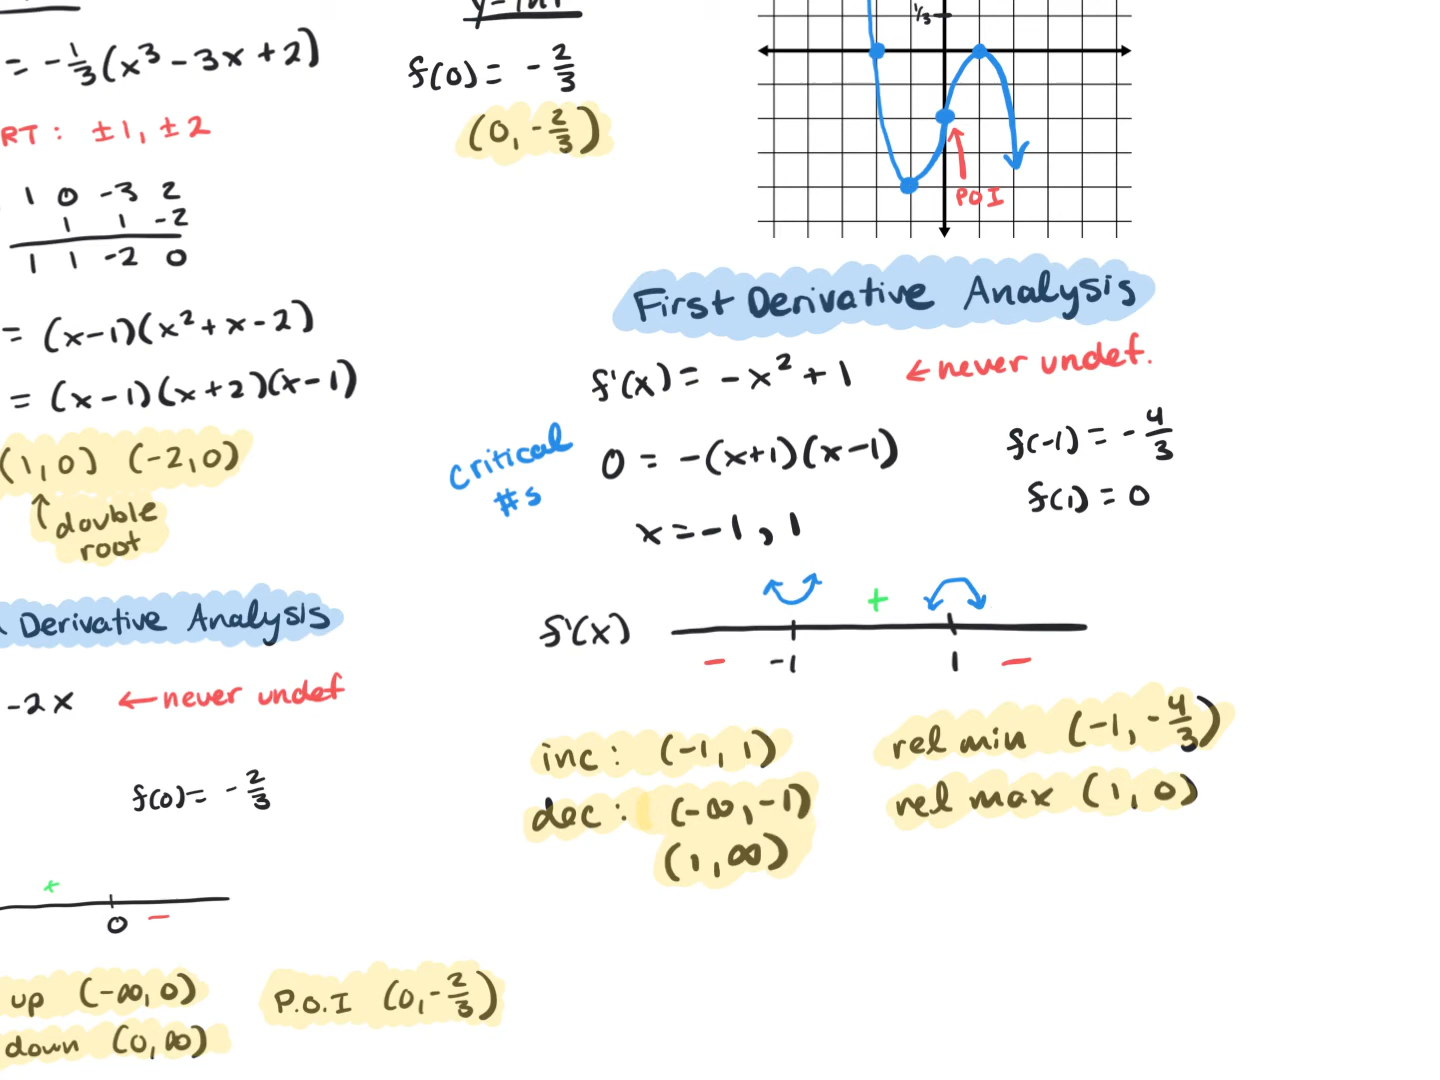 y-int
= -1/3(x³ - 3x + 2)
RT: ±1, ±2
1 0 -3 2
1 1 -2
1 1 -2 0
= (x-1)(x²+x-2)
= (x-1)(x+2)(x-1)
(1,0) (-2,0)
↑ double
root
f(0) = -2/3
(0, -2/3)
1/3
POI
First Derivative Analysis
f'(x) = -x² + 1 ← never undef.
critical
#s
0 = -(x+1)(x-1)
x = -1, 1
f(-1) = -4/3
f(1) = 0
f'(x)
+
- -1 1 -
inc: (-1, 1)
dec: (-∞, -1)
(1, ∞)
rel min (-1, -4/3)
rel max (1, 0)
Derivative Analysis
-2x ← never undef
f(0) = -2/3
+
0 -
up (-∞, 0)
down (0, ∞)
P.O.I (0, -2/3)